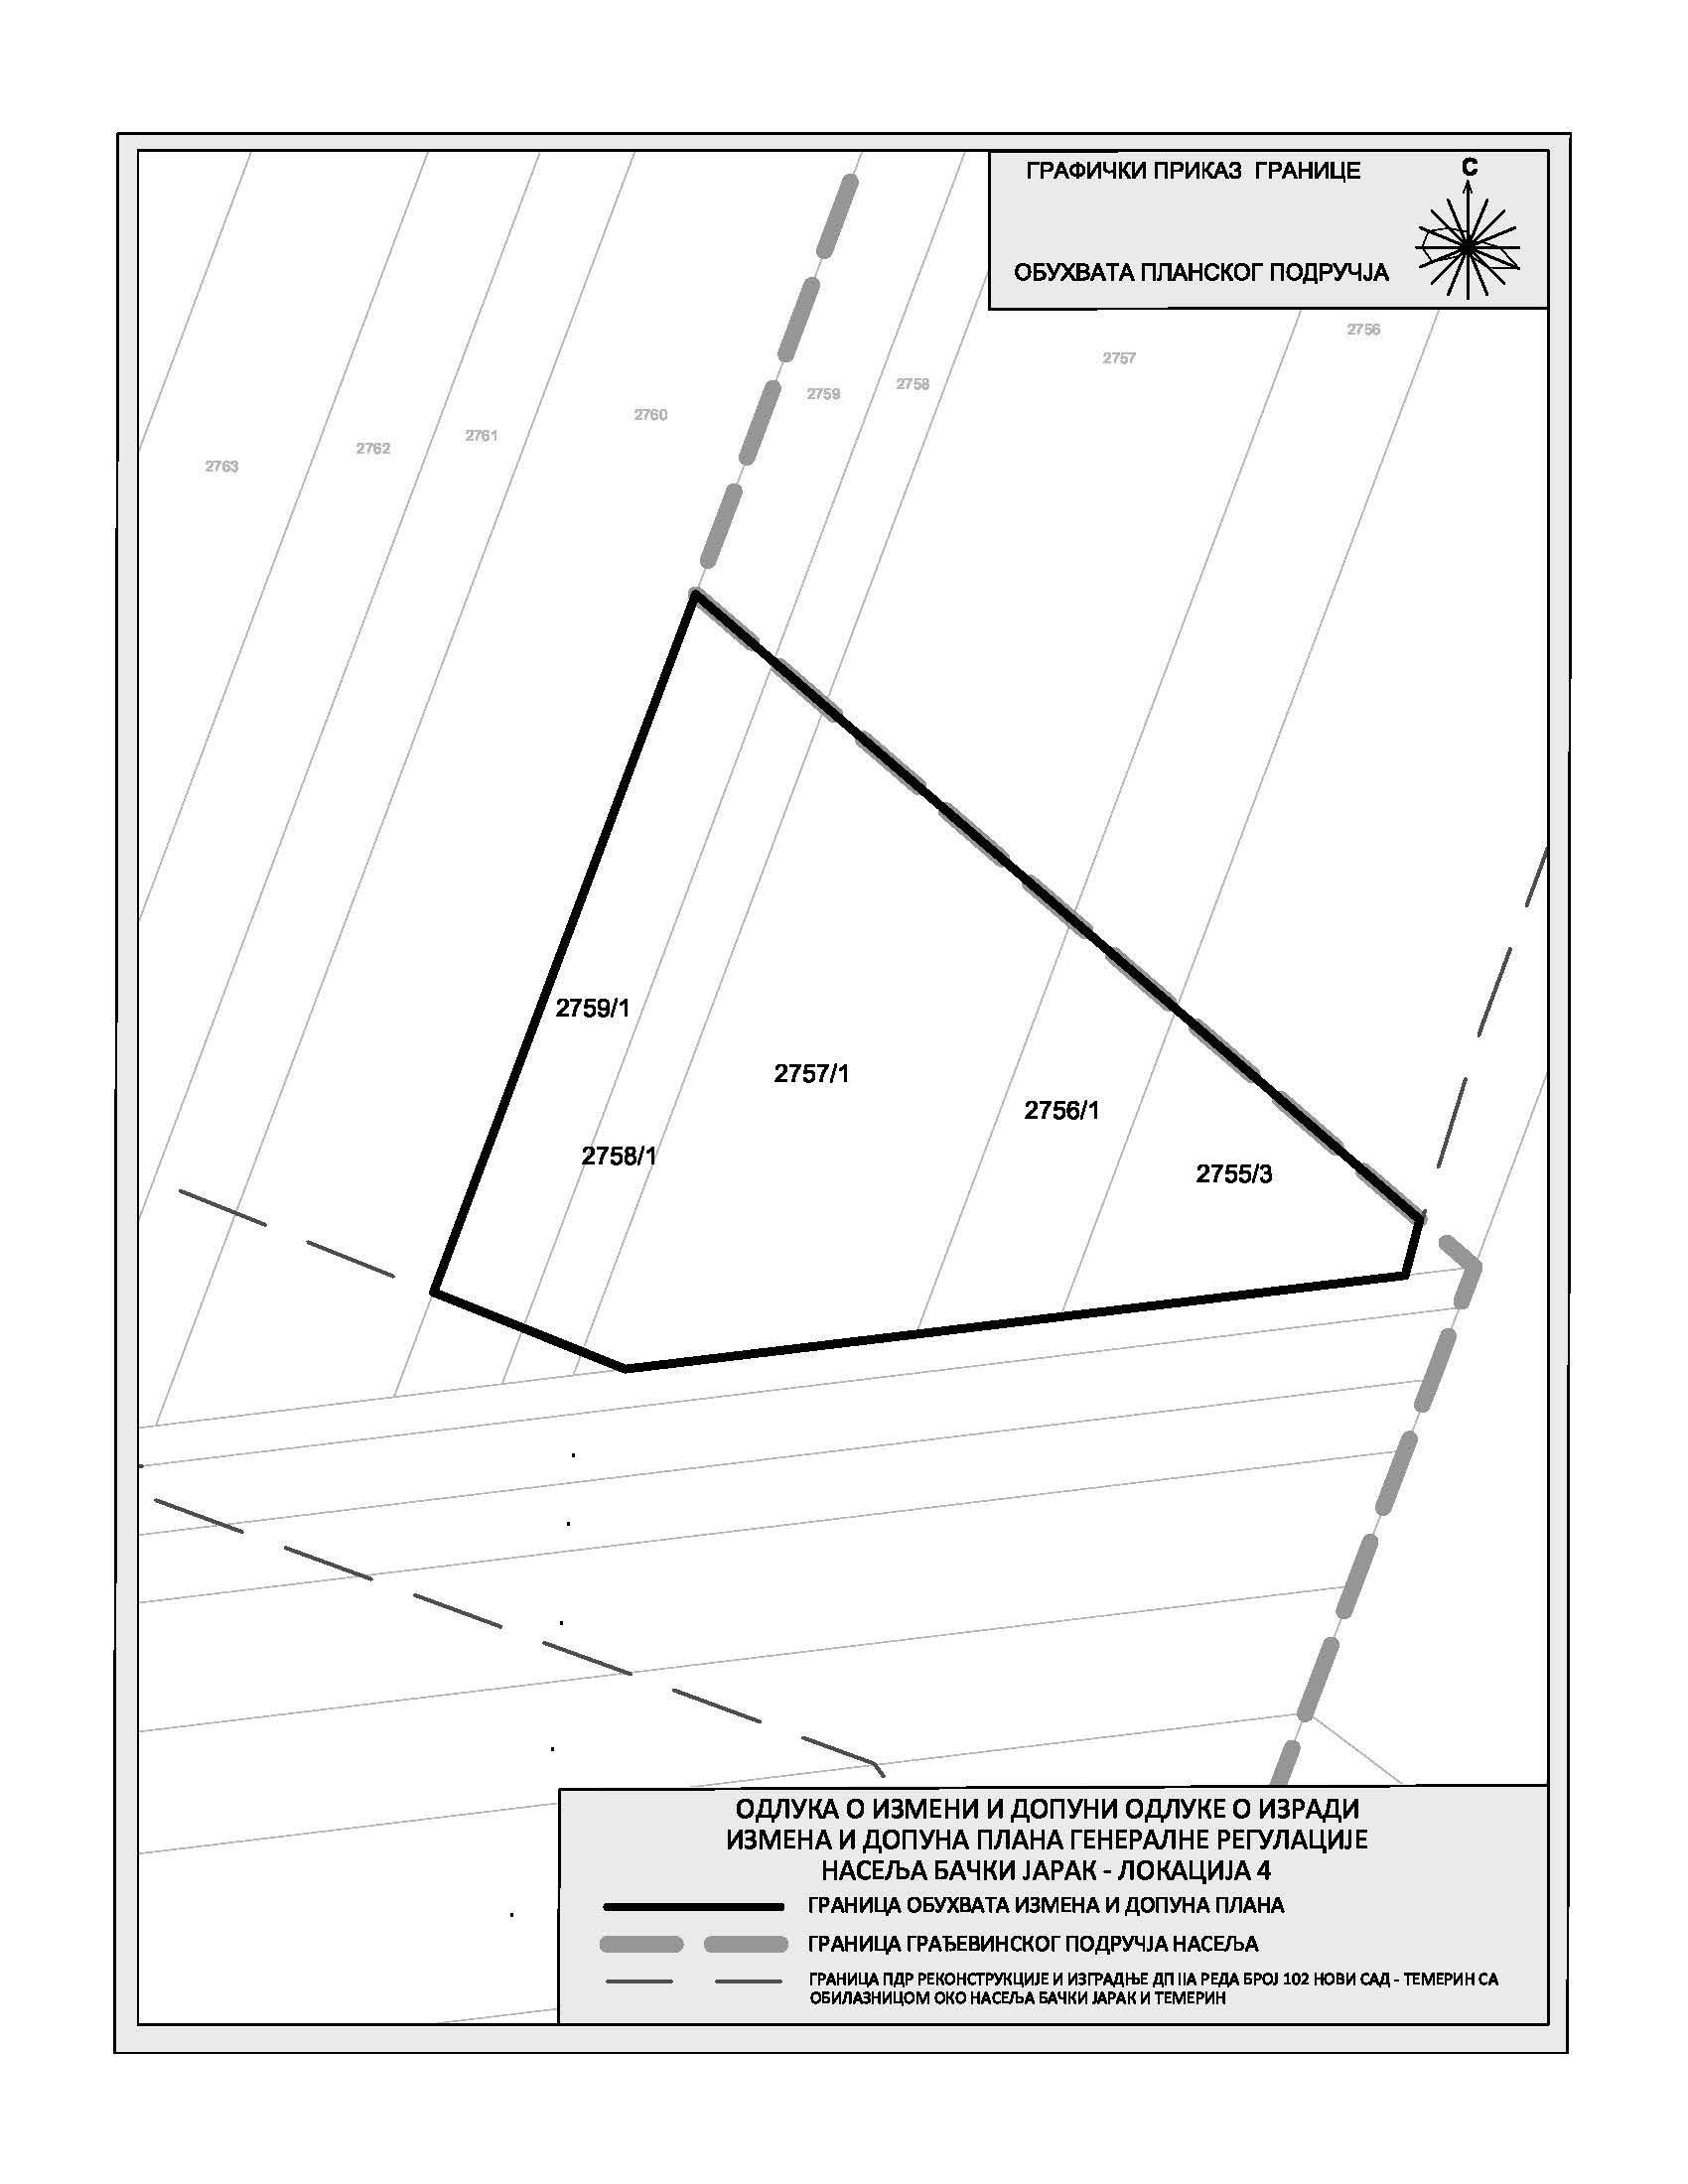 ГРАФИЧКИ ПРИКАЗ ГРАНИЦЕ
С
ОБУХВАТА ПЛАНСКОГ ПОДРУЧЈА
2756
2757
2758
2759
2760
2761
2762
2763
2759/1
2757/1
2756/1
2758/1
2755/3
ОДЛУКА О ИЗМЕНИ И ДОПУНИ ОДЛУКЕ О ИЗРАДИ
ИЗМЕНА И ДОПУНА ПЛАНА ГЕНЕРАЛНЕ РЕГУЛАЦИЈЕ
НАСЕЉА БАЧКИ ЈАРАК - ЛОКАЦИЈА 4
ГРАНИЦА ОБУХВАТА ИЗМЕНА И ДОПУНА ПЛАНА
ГРАНИЦА ГРАЂЕВИНСКОГ ПОДРУЧЈА НАСЕЉА
ГРАНИЦА ПДР РЕКОНСТРУКЦИЈЕ И ИЗГРАДЊЕ ДП IIА РЕДА БРОЈ 102 НОВИ САД - ТЕМЕРИН СА
ОБИЛАЗНИЦОМ ОКО НАСЕЉА БАЧКИ ЈАРАК И ТЕМЕРИН